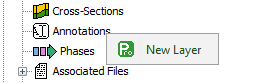 Cross-Sections
Annotations
Phases
New Layer
Associated Files